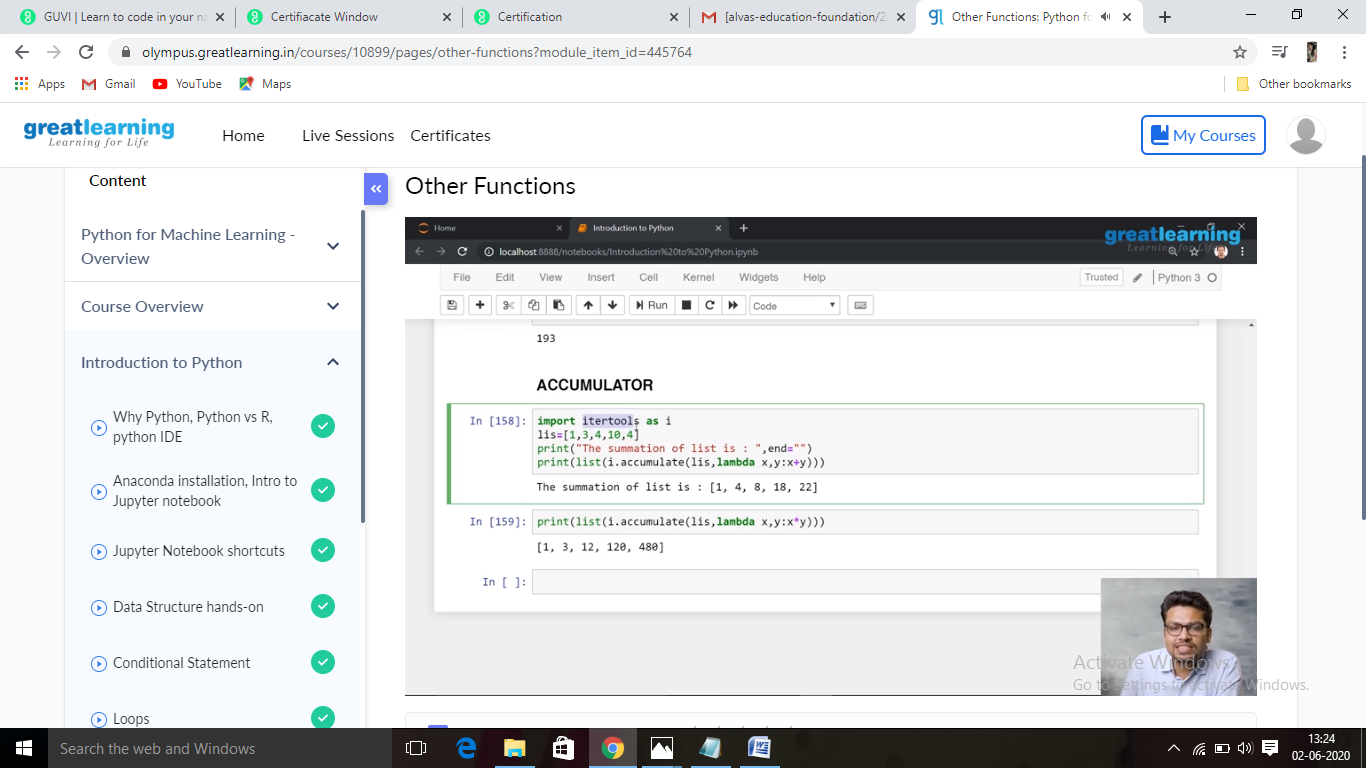 GUVI | Learn to code in your na
Certifiacate Window
Certification
[alvas-education-foundation/2
Other Functions: Python fo
olympus.greatlearning.in/courses/10899/pages/other-functions?module_item_id=445764
Apps
Gmail
YouTube
Maps
Other bookmarks
greatlearning
Learning for Life
Home
Live Sessions
Certificates
My Courses
Content
Python for Machine Learning -
Overview
Course Overview
Introduction to Python
Why Python, Python vs R,
python IDE
Anaconda installation, Intro to
Jupyter notebook
Jupyter Notebook shortcuts
Data Structure hands-on
Conditional Statement
Loops
Other Functions
Home
Introduction to Python
greatlearning
Learning for Life
localhost:8888/notebooks/Introduction%20to%20Python.ipynb
File Edit View Insert Cell Kernel Widgets Help
Trusted
Python 3
Run
Code
193
ACCUMULATOR
In [158]: import itertools as i
lis=[1,3,4,10,4]
print("The summation of list is : ",end="")
print(list(i.accumulate(lis,lambda x,y:x+y)))
The summation of list is : [1, 4, 8, 18, 22]
In [159]: print(list(i.accumulate(lis,lambda x,y:x*y)))
[1, 3, 12, 120, 480]
In [ ]:
Activate Windows
Go to Settings to activate Windows.
Search the web and Windows
13:24
02-06-2020